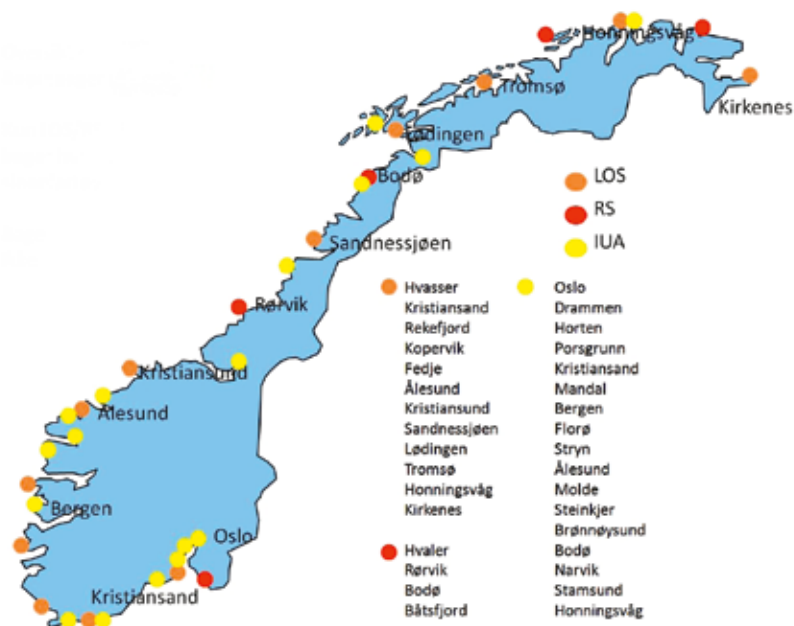 Honningsvåg
Tromsø
Kirkenes
Lødingen
Bodø
Sandnessjøen
Rørvik
Kristiansund
Ålesund
Bergen
Oslo
Kristiansand
LOS
RS
IUA
Hvasser
Kristiansand
Rekefjord
Kopervik
Fedje
Ålesund
Kristiansund
Sandnessjøen
Lødingen
Tromsø
Honningsvåg
Kirkenes
Hvaler
Rørvik
Bodø
Båtsfjord
Oslo
Drammen
Horten
Porsgrunn
Kristiansand
Mandal
Bergen
Florø
Stryn
Ålesund
Molde
Steinkjer
Brønnøysund
Bodø
Narvik
Stamsund
Honningsvåg